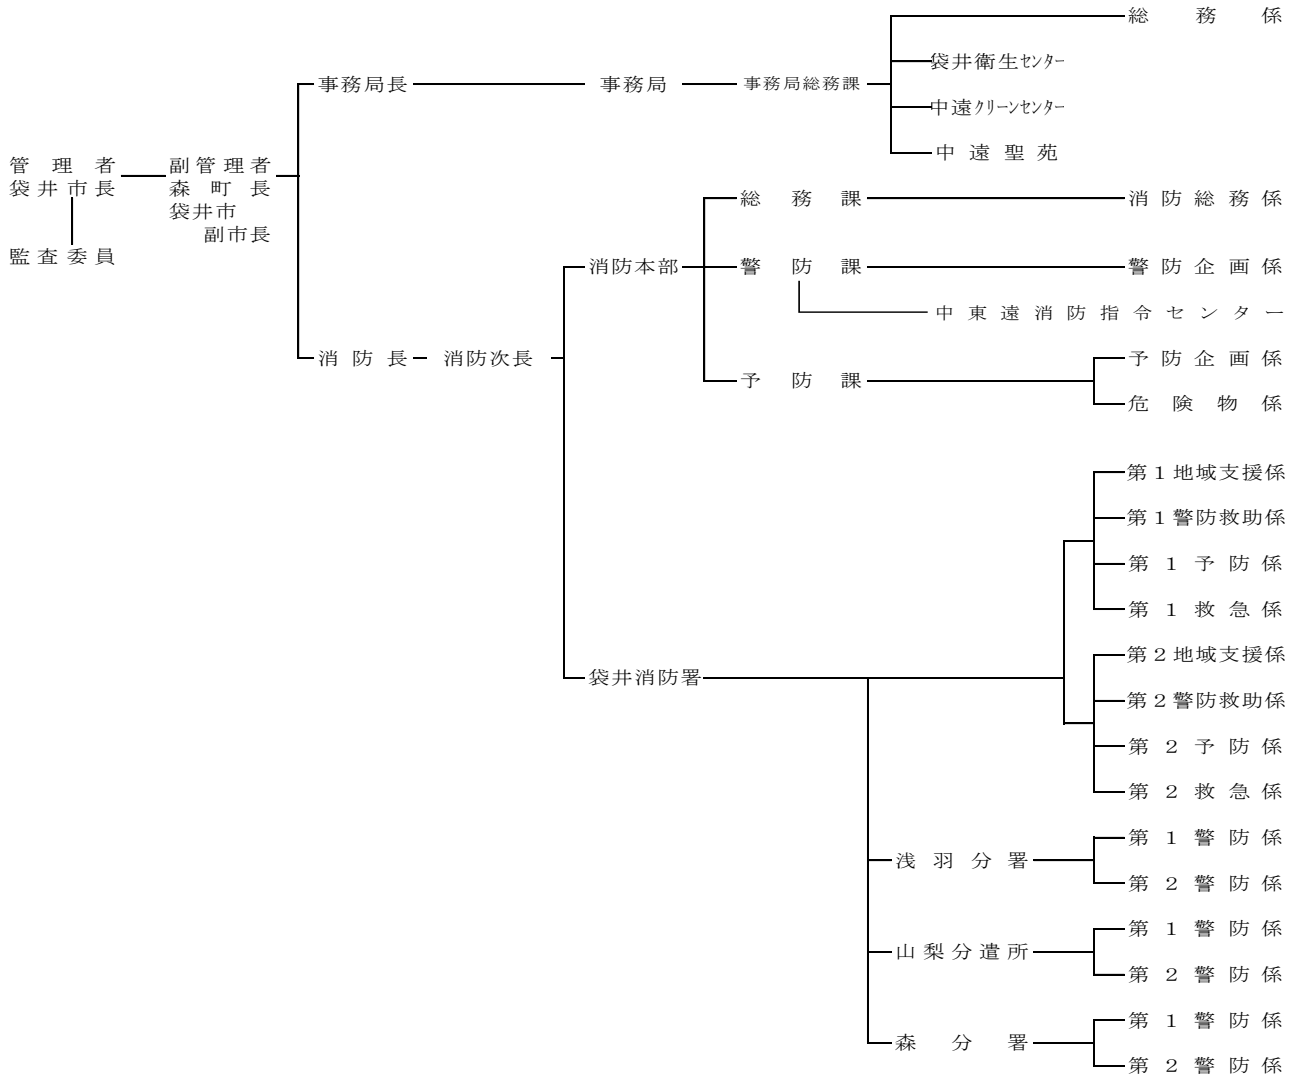 総務係
袋井衛生センター
事務局長 事務局 事務局総務課
中遠クリーンセンター
中遠聖苑
管理者 副管理者
袋井市長 森町長
袋井市
副市長
監査委員
総務課 消防総務係
消防本部 警防課 警防企画係
中東遠消防指令センター
消防長 消防次長 予防企画係
予防課
危険物係
第1地域支援係
第1警防救助係
第1予防係
第1救急係
第2地域支援係
袋井消防署
第2警防救助係
第2予防係
第2救急係
第1警防係
浅羽分署
第2警防係
第1警防係
山梨分遣所
第2警防係
第1警防係
森分署
第2警防係